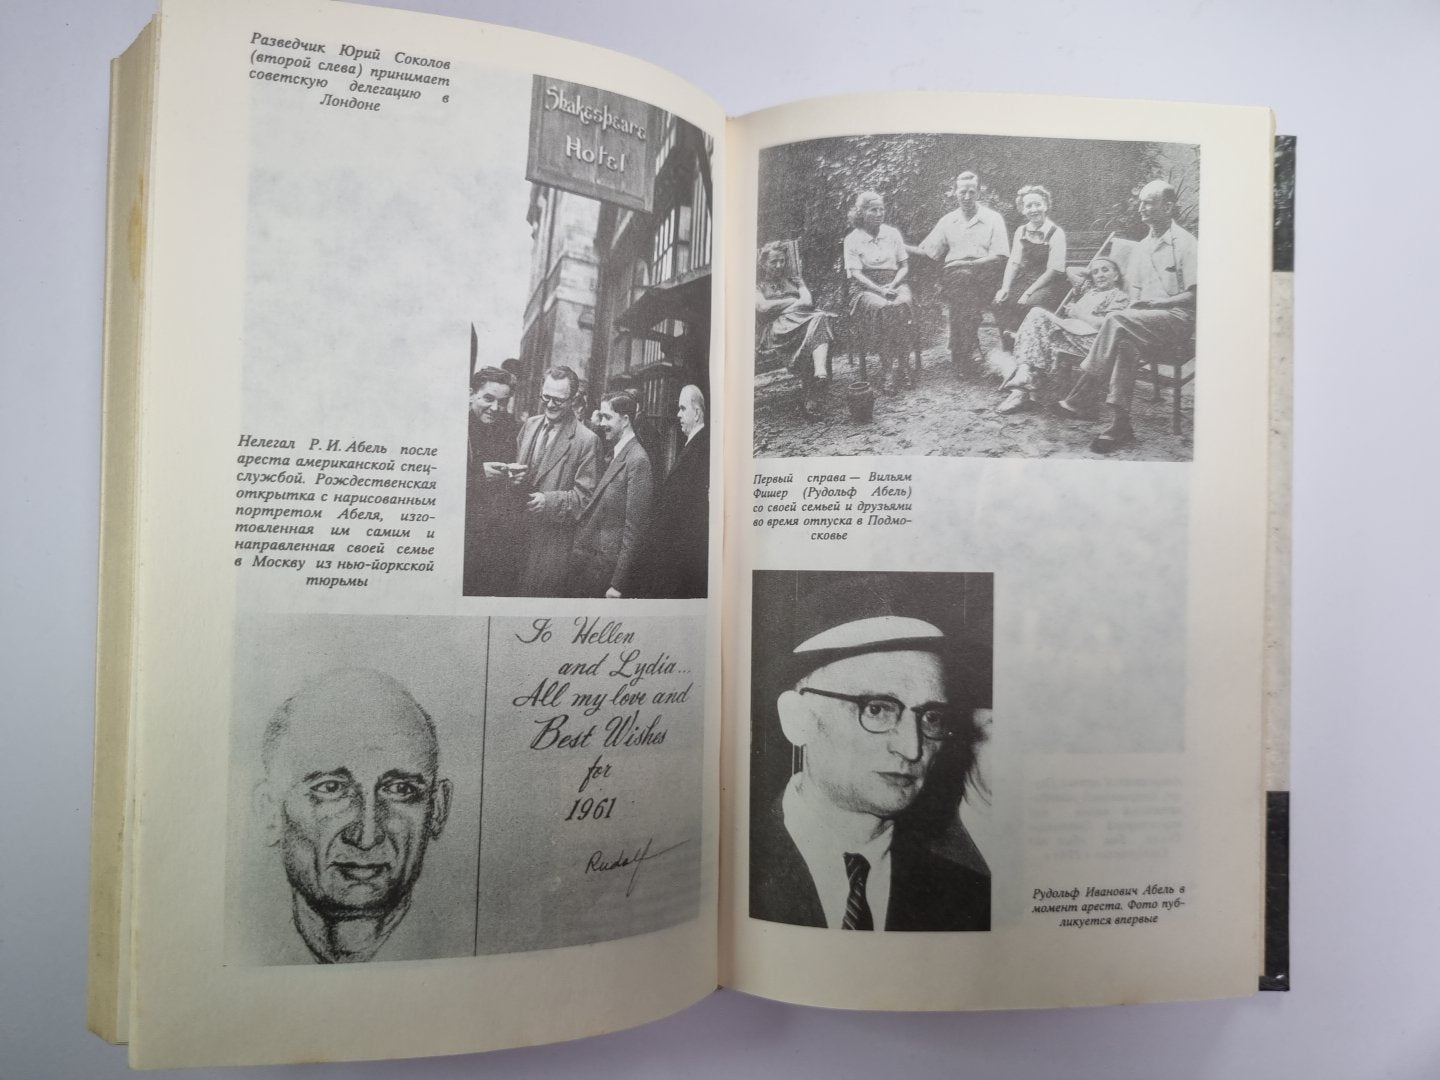 Разведчик Юрий Соколов
(второй слева) принимает
советскую делегацию в
Лондоне
Shakespeare
Hotel
Нелегал Р. И. Абель после
ареста американской спец-
службой. Рождественская
открытка с нарисованным
портретом Абеля, изго-
товленная им самим и
направленная своей семье
в Москву из нью-йоркской
тюрьмы
To Hellen
and Lydia...
All my love and
Best Wishes
for
1961
Rudolf
Первый справа — Вильям
Фишер (Рудольф Абель)
со своей семьей и друзьями
во время отпуска в Подмо-
сковье
Рудольф Иванович Абель в
момент ареста. Фото пуб-
ликуется впервые